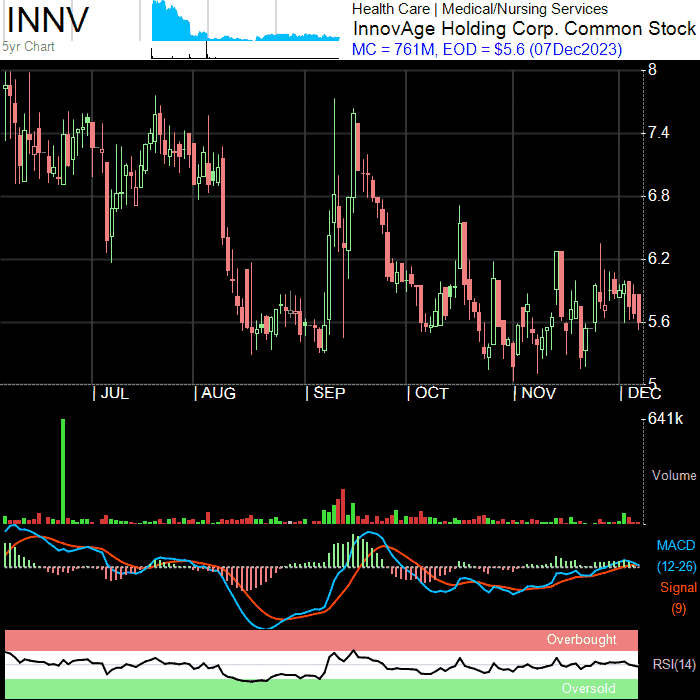 INNV
5yr Chart
Health Care | Medical/Nursing Services
InnovAge Holding Corp. Common Stock
MC = 761M, EOD = $5.6 (07Dec2023)
8
7.4
6.8
6.2
5.6
5
| JUL | AUG | SEP | OCT | NOV | DEC
641k
Volume
MACD
(12-26)
Signal
(9)
Overbought
RSI(14)
Oversold